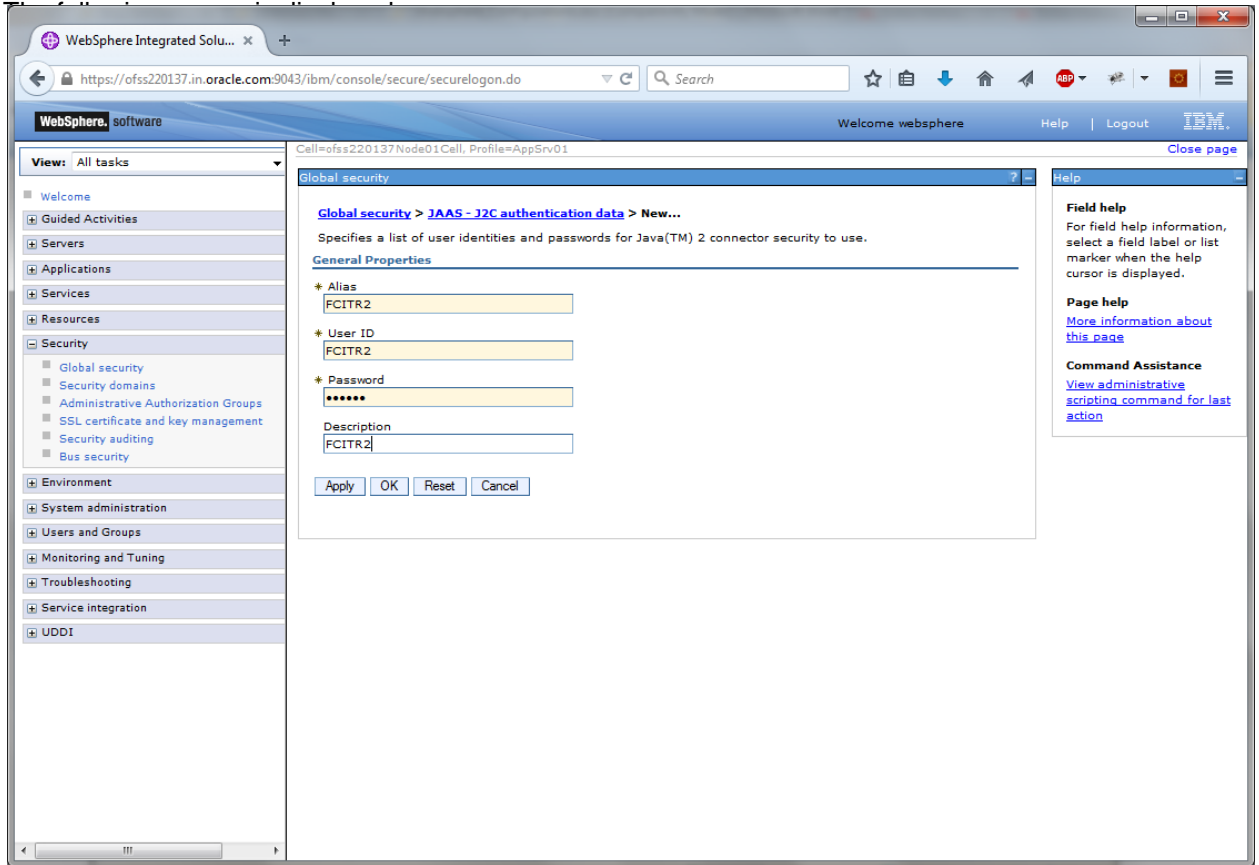 The following screen is displayed
WebSphere Integrated Solu...
https://ofss220137.in.oracle.com:9043/ibm/console/secure/securelogon.do
Search
ABP
WebSphere. software
Welcome websphere
Help | Logout
IBM.
View: All tasks
Cell=ofss220137Node01Cell, Profile=AppSrv01
Close page
Welcome
Guided Activities
Servers
Applications
Services
Resources
Security
Global security
Security domains
Administrative Authorization Groups
SSL certificate and key management
Security auditing
Bus security
Environment
System administration
Users and Groups
Monitoring and Tuning
Troubleshooting
Service integration
UDDI
Global security ? –
Global security > JAAS - J2C authentication data > New...
Specifies a list of user identities and passwords for Java(TM) 2 connector security to use.
General Properties
* Alias
FCITR2
* User ID
FCITR2
* Password
••••••
Description
FCITR2
Apply OK Reset Cancel
Help –
Field help
For field help information,
select a field label or list
marker when the help
cursor is displayed.
Page help
More information about
this page
Command Assistance
View administrative
scripting command for last
action